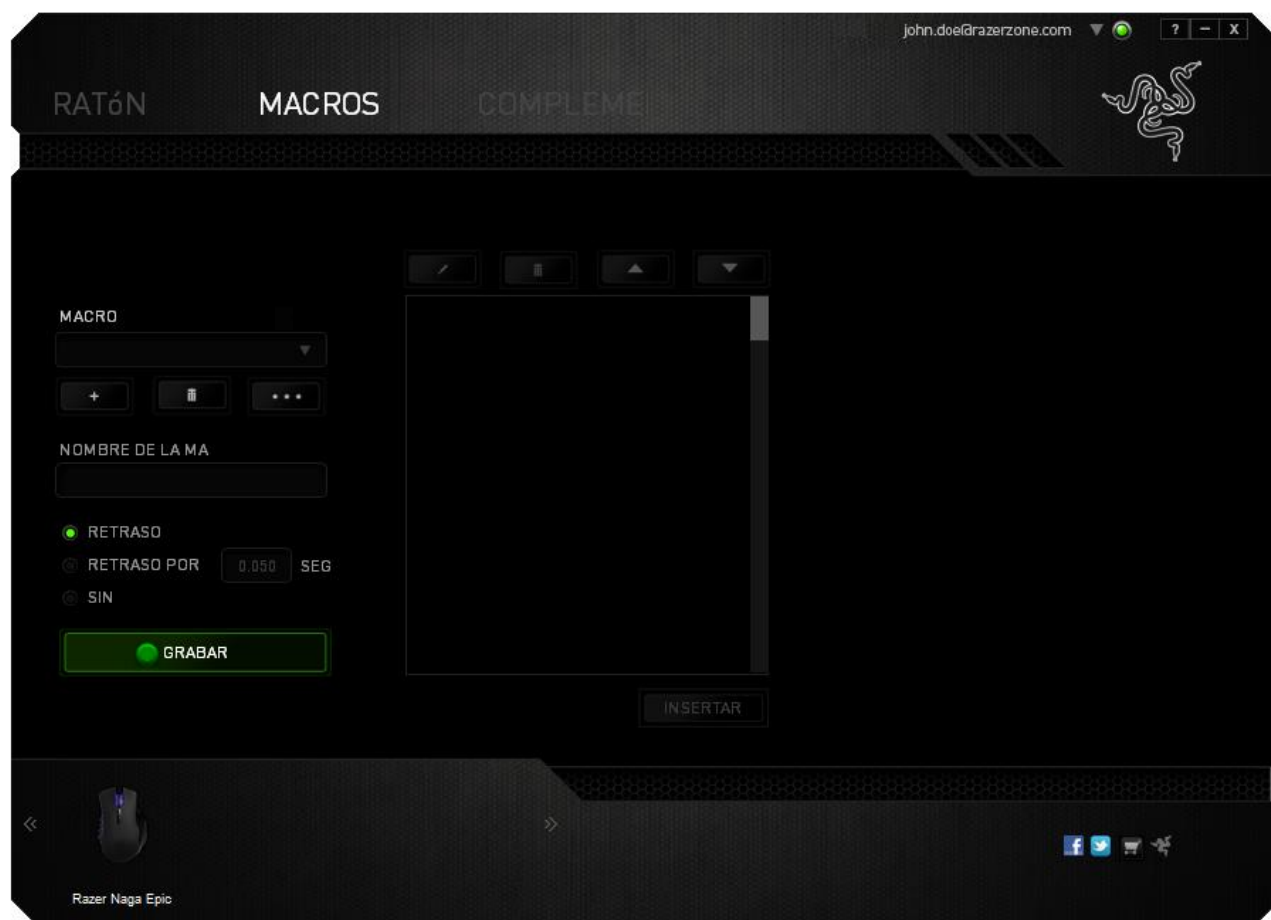 john.doe@razerzone.com
? – X
RATóN MACROS COMPLEME
MACRO
+ •••
NOMBRE DE LA MA
RETRASO
RETRASO POR 0.050 SEG
SIN
GRABAR
INSERTAR
« »
Razer Naga Epic